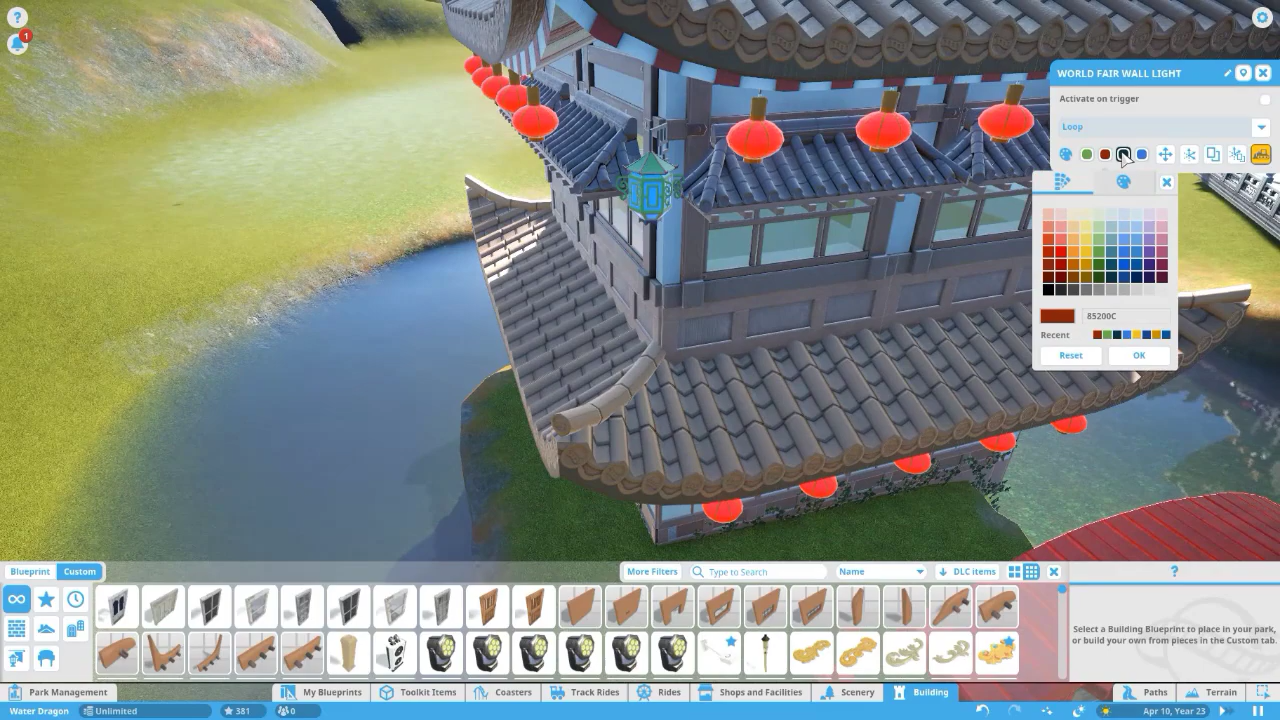 ?
1
WORLD FAIR WALL LIGHT
Activate on trigger
Loop
85200C
Recent
Reset
OK
Blueprint
Custom
More Filters
Type to Search
Name
DLC items
?
Select a Building Blueprint to place in your park,
or build your own from pieces in the Custom tab.
Park Management
My Blueprints
Toolkit Items
Coasters
Track Rides
Rides
Shops and Facilities
Scenery
Building
Paths
Terrain
Water Dragon
Unlimited
381
0
Apr 10, Year 23